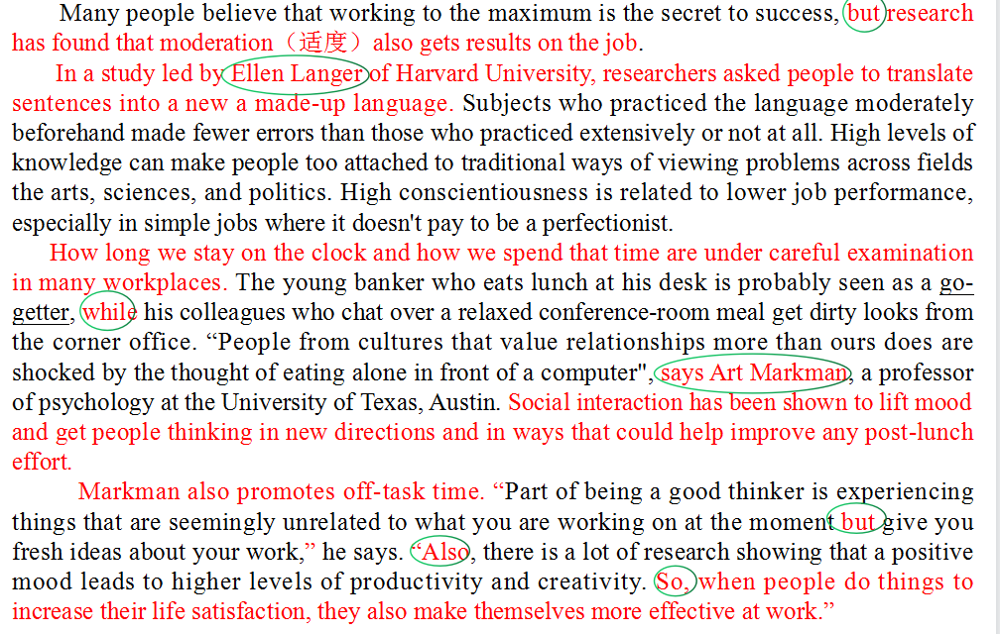 Many people believe that working to the maximum is the secret to success, but research
has found that moderation（适度）also gets results on the job.
In a study led by Ellen Langer of Harvard University, researchers asked people to translate
sentences into a new a made-up language. Subjects who practiced the language moderately
beforehand made fewer errors than those who practiced extensively or not at all. High levels of
knowledge can make people too attached to traditional ways of viewing problems across fields
the arts, sciences, and politics. High conscientiousness is related to lower job performance,
especially in simple jobs where it doesn't pay to be a perfectionist.
How long we stay on the clock and how we spend that time are under careful examination
in many workplaces. The young banker who eats lunch at his desk is probably seen as a go-
getter, while his colleagues who chat over a relaxed conference-room meal get dirty looks from
the corner office. “People from cultures that value relationships more than ours does are
shocked by the thought of eating alone in front of a computer", says Art Markman, a professor
of psychology at the University of Texas, Austin. Social interaction has been shown to lift mood
and get people thinking in new directions and in ways that could help improve any post-lunch
effort.
Markman also promotes off-task time. “Part of being a good thinker is experiencing
things that are seemingly unrelated to what you are working on at the moment but give you
fresh ideas about your work,” he says. “Also, there is a lot of research showing that a positive
mood leads to higher levels of productivity and creativity. So, when people do things to
increase their life satisfaction, they also make themselves more effective at work.”